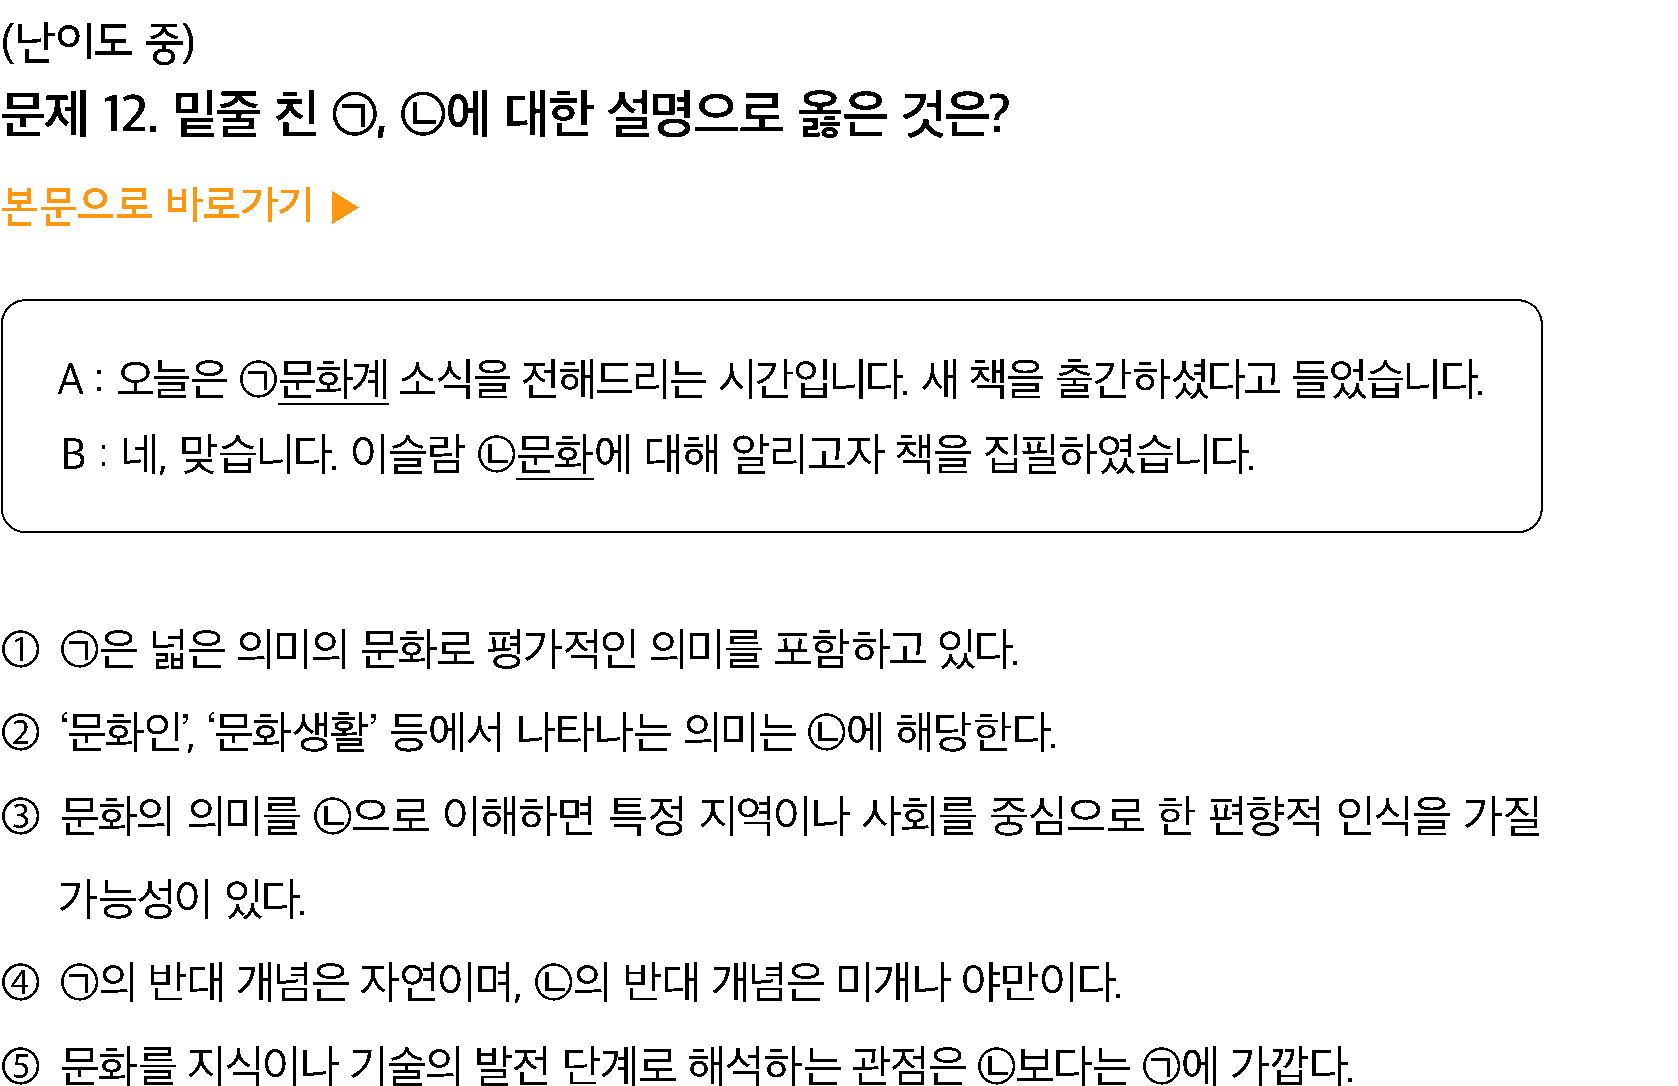 (난이도 중)
문제 12. 밑줄 친 ㉠, ㉡에 대한 설명으로 옳은 것은?
본문으로 바로가기 ▶
A : 오늘은 ㉠문화계 소식을 전해드리는 시간입니다. 새 책을 출간하셨다고 들었습니다.
B : 네, 맞습니다. 이슬람 ㉡문화에 대해 알리고자 책을 집필하였습니다.
① ㉠은 넓은 의미의 문화로 평가적인 의미를 포함하고 있다.
② ‘문화인’, ‘문화생활’ 등에서 나타나는 의미는 ㉡에 해당한다.
③ 문화의 의미를 ㉡으로 이해하면 특정 지역이나 사회를 중심으로 한 편향적 인식을 가질
가능성이 있다.
④ ㉠의 반대 개념은 자연이며, ㉡의 반대 개념은 미개나 야만이다.
⑤ 문화를 지식이나 기술의 발전 단계로 해석하는 관점은 ㉡보다는 ㉠에 가깝다.